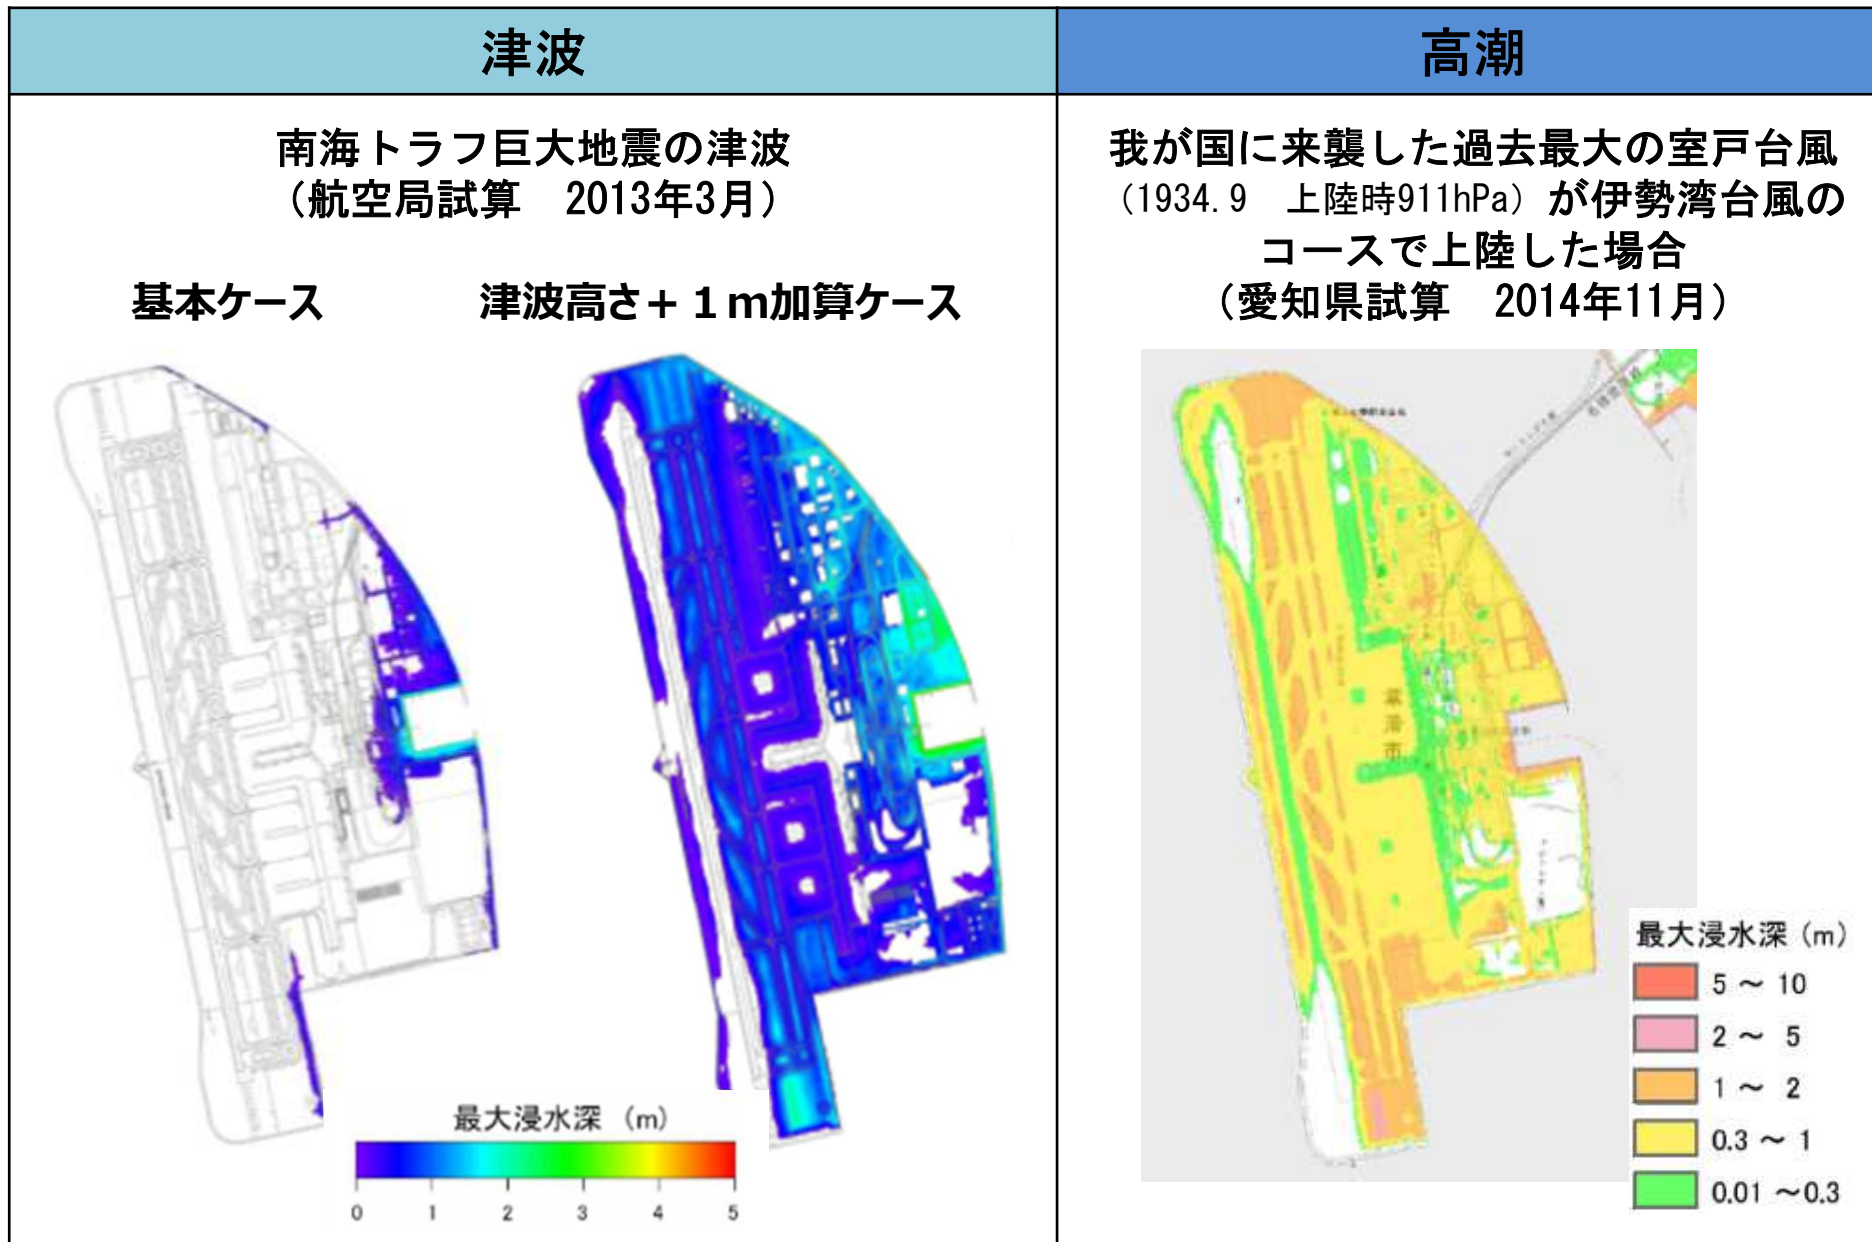 津波
高潮
南海トラフ巨大地震の津波
（航空局試算　2013年3月）
基本ケース
津波高さ＋１ｍ加算ケース
最大浸水深 （m）
0 1 2 3 4 5
我が国に来襲した過去最大の室戸台風
（1934.9　上陸時911hPa）が伊勢湾台風の
コースで上陸した場合
（愛知県試算　2014年11月）
常滑市
最大浸水深（m）
5 ～ 10
2 ～ 5
1 ～ 2
0.3 ～ 1
0.01 ～0.3